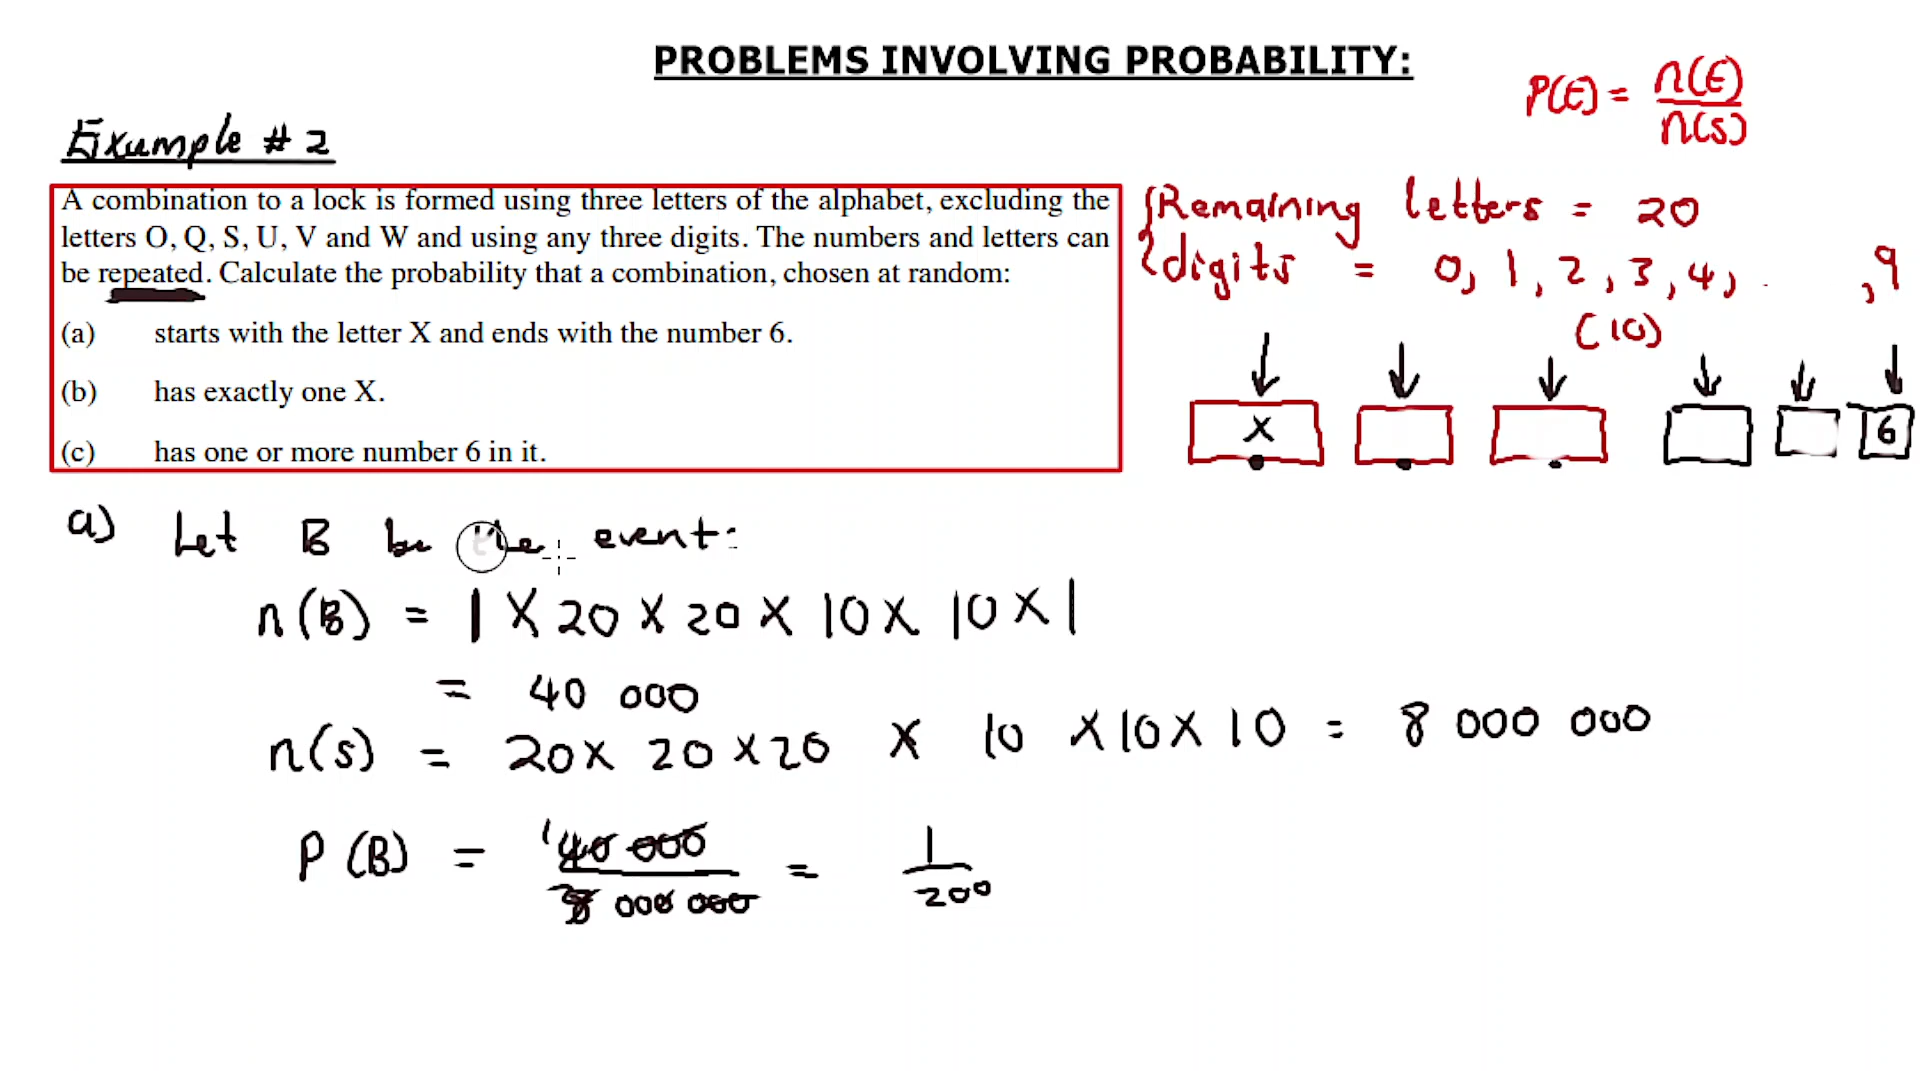 PROBLEMS INVOLVING PROBABILITY:
P(E) = n(E) / n(S)
Example # 2
A combination to a lock is formed using three letters of the alphabet, excluding the
letters O, Q, S, U, V and W and using any three digits. The numbers and letters can
be repeated. Calculate the probability that a combination, chosen at random:
(a) starts with the letter X and ends with the number 6.
(b) has exactly one X.
(c) has one or more number 6 in it.
Remaining letters = 20
digits = 0, 1, 2, 3, 4, . , 9
(10)
X 6
a) Let B be the event:
n(B) = 1 X 20 X 20 X 10 X 10 X 1
= 40 000
n(s) = 20 X 20 X 20 X 10 X 10 X 10 = 8 000 000
P(B) = 40 000 / 8 000 000 = 1 / 200